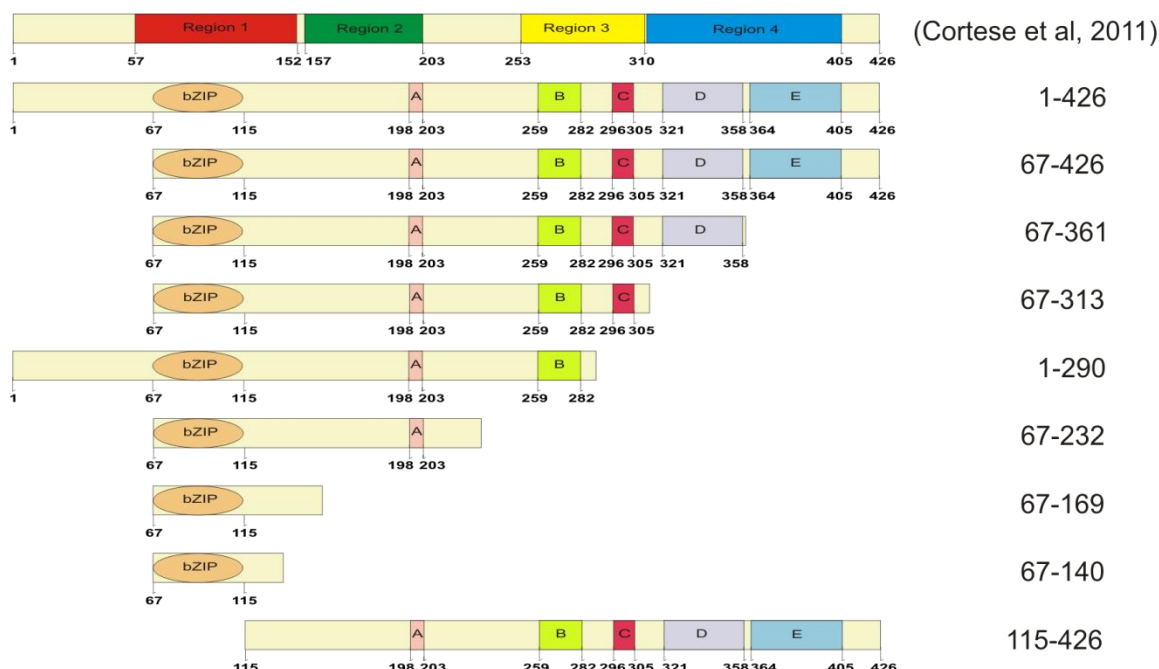 Region 1 Region 2 Region 3 Region 4 (Cortese et al, 2011)
1 57 152 157 203 253 310 405 426
bZIP A B C D E 1-426
1 67 115 198 203 259 282 296 305 321 358 364 405 426
bZIP A B C D E 67-426
67 115 198 203 259 282 296 305 321 358 364 405 426
bZIP A B C D 67-361
67 115 198 203 259 282 296 305 321 358
bZIP A B C 67-313
67 115 198 203 259 282 296 305
bZIP A B 1-290
1 67 115 198 203 259 282
bZIP A 67-232
67 115 198 203
bZIP 67-169
67 115
bZIP 67-140
67 115
A B C D E 115-426
115 198 203 259 282 296 305 321 358 364 405 426